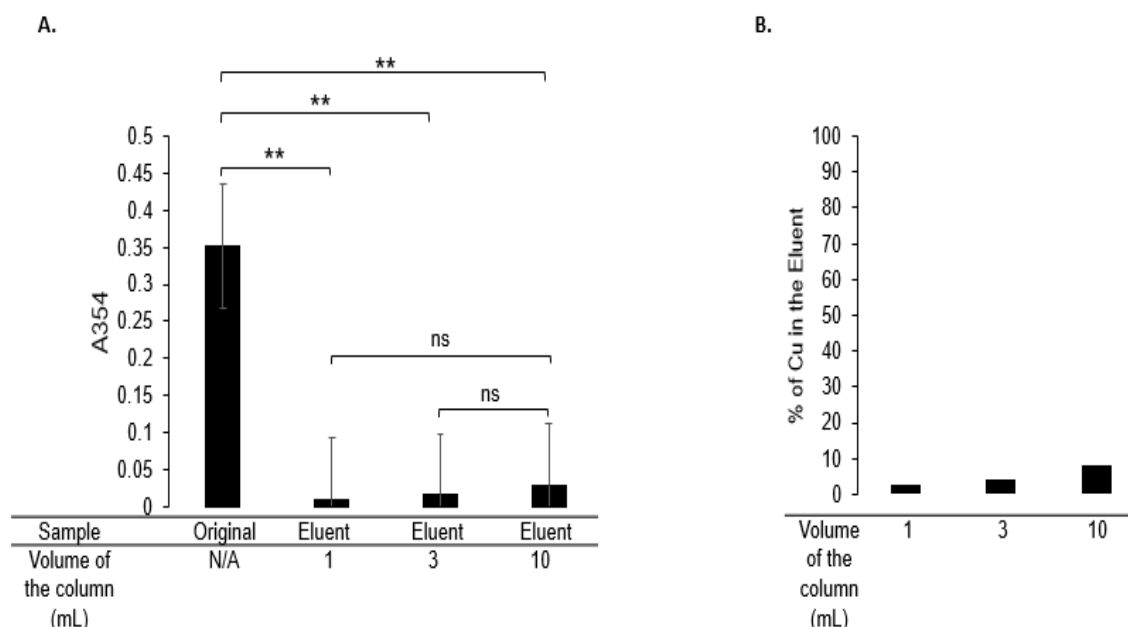 A.
**
**
**
ns
ns
A354
0.5
0.45
0.4
0.35
0.3
0.25
0.2
0.15
0.1
0.05
0
Sample Original Eluent Eluent Eluent
Volume of N/A 1 3 10
the column
(mL)
B.
% of Cu in the Eluent
100
90
80
70
60
50
40
30
20
10
0
Volume 1 3 10
of the
column
(mL)